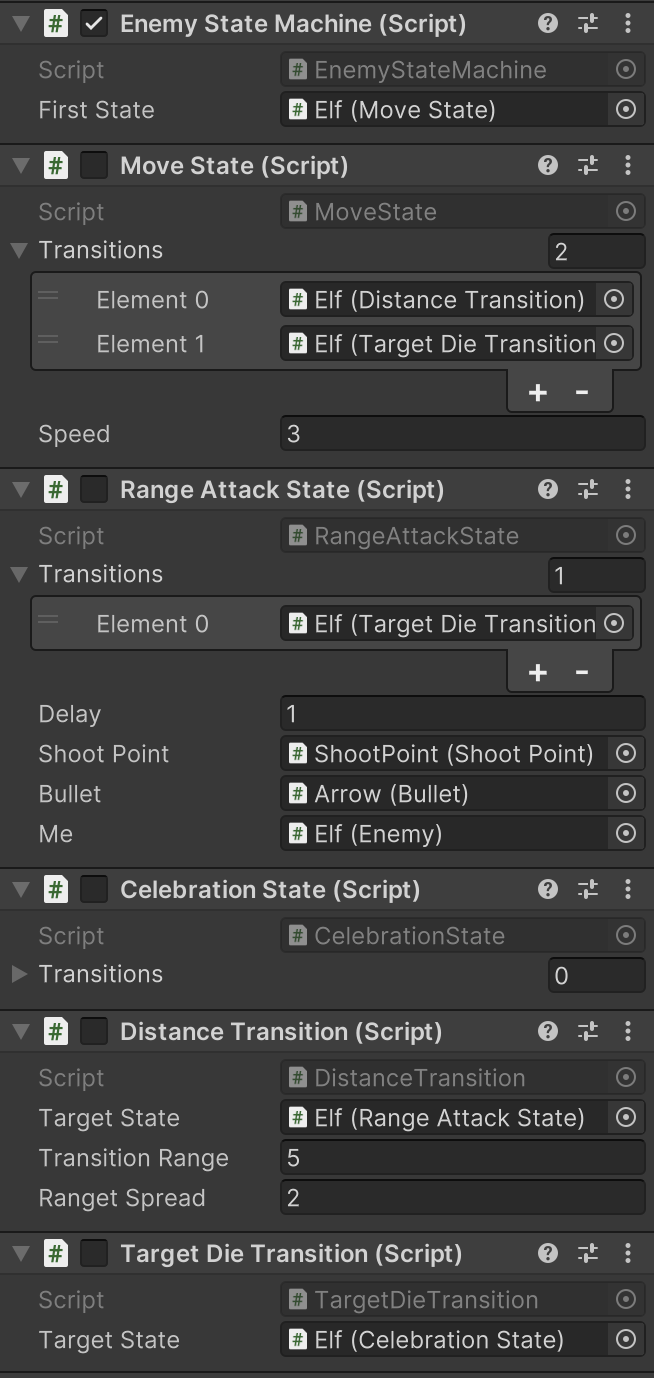 # Enemy State Machine (Script)
Script # EnemyStateMachine
First State # Elf (Move State)
# Move State (Script)
Script # MoveState
Transitions 2
Element 0 # Elf (Distance Transition)
Element 1 # Elf (Target Die Transition
+ -
Speed 3
# Range Attack State (Script)
Script # RangeAttackState
Transitions 1
Element 0 # Elf (Target Die Transition
+ -
Delay 1
Shoot Point # ShootPoint (Shoot Point)
Bullet # Arrow (Bullet)
Me # Elf (Enemy)
# Celebration State (Script)
Script # CelebrationState
Transitions 0
# Distance Transition (Script)
Script # DistanceTransition
Target State # Elf (Range Attack State)
Transition Range 5
Ranget Spread 2
# Target Die Transition (Script)
Script # TargetDieTransition
Target State # Elf (Celebration State)